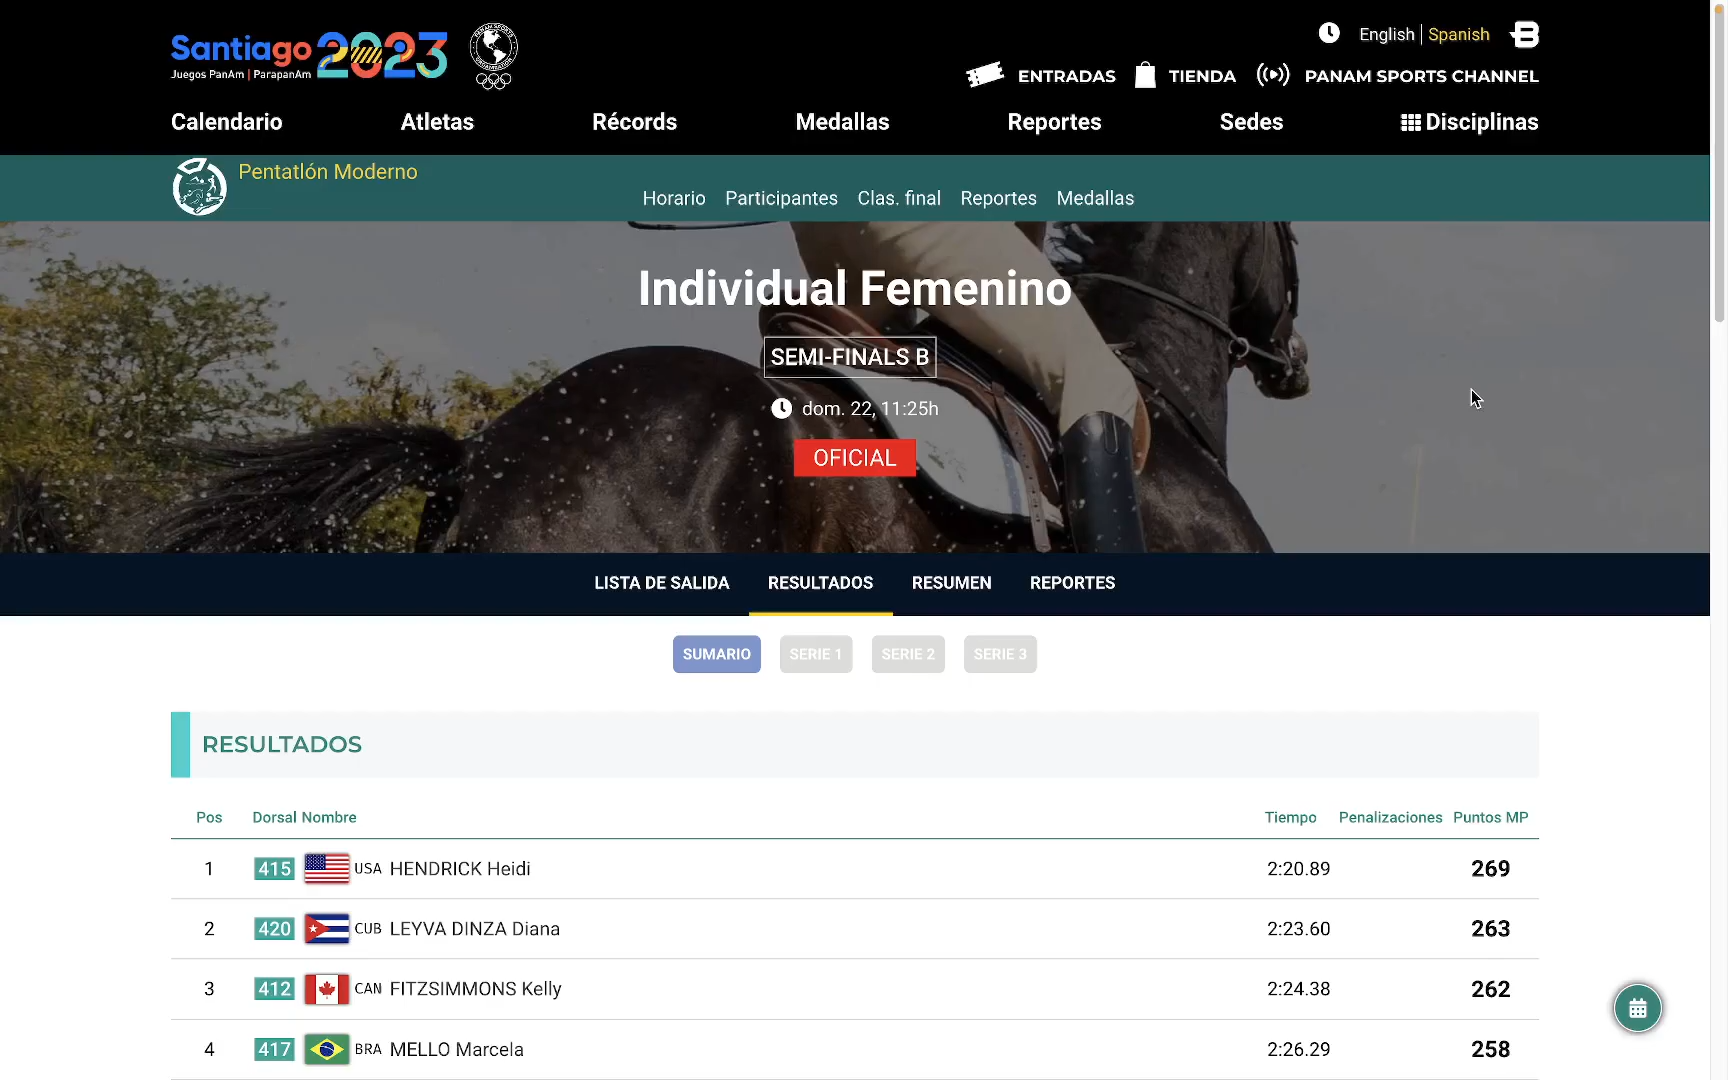 Santiago 2023
Juegos PanAm | ParapanAm
English | Spanish
ENTRADAS TIENDA PANAM SPORTS CHANNEL
Calendario Atletas Récords Medallas Reportes Sedes Disciplinas
Pentatlón Moderno
Horario Participantes Clas. final Reportes Medallas
Individual Femenino
SEMI-FINALS B
dom. 22, 11:25h
OFICIAL
LISTA DE SALIDA RESULTADOS RESUMEN REPORTES
SUMARIO SERIE 1 SERIE 2 SERIE 3
RESULTADOS
Pos Dorsal Nombre Tiempo Penalizaciones Puntos MP
1 415 USA HENDRICK Heidi 2:20.89 269
2 420 CUB LEYVA DINZA Diana 2:23.60 263
3 412 CAN FITZSIMMONS Kelly 2:24.38 262
4 417 BRA MELLO Marcela 2:26.29 258